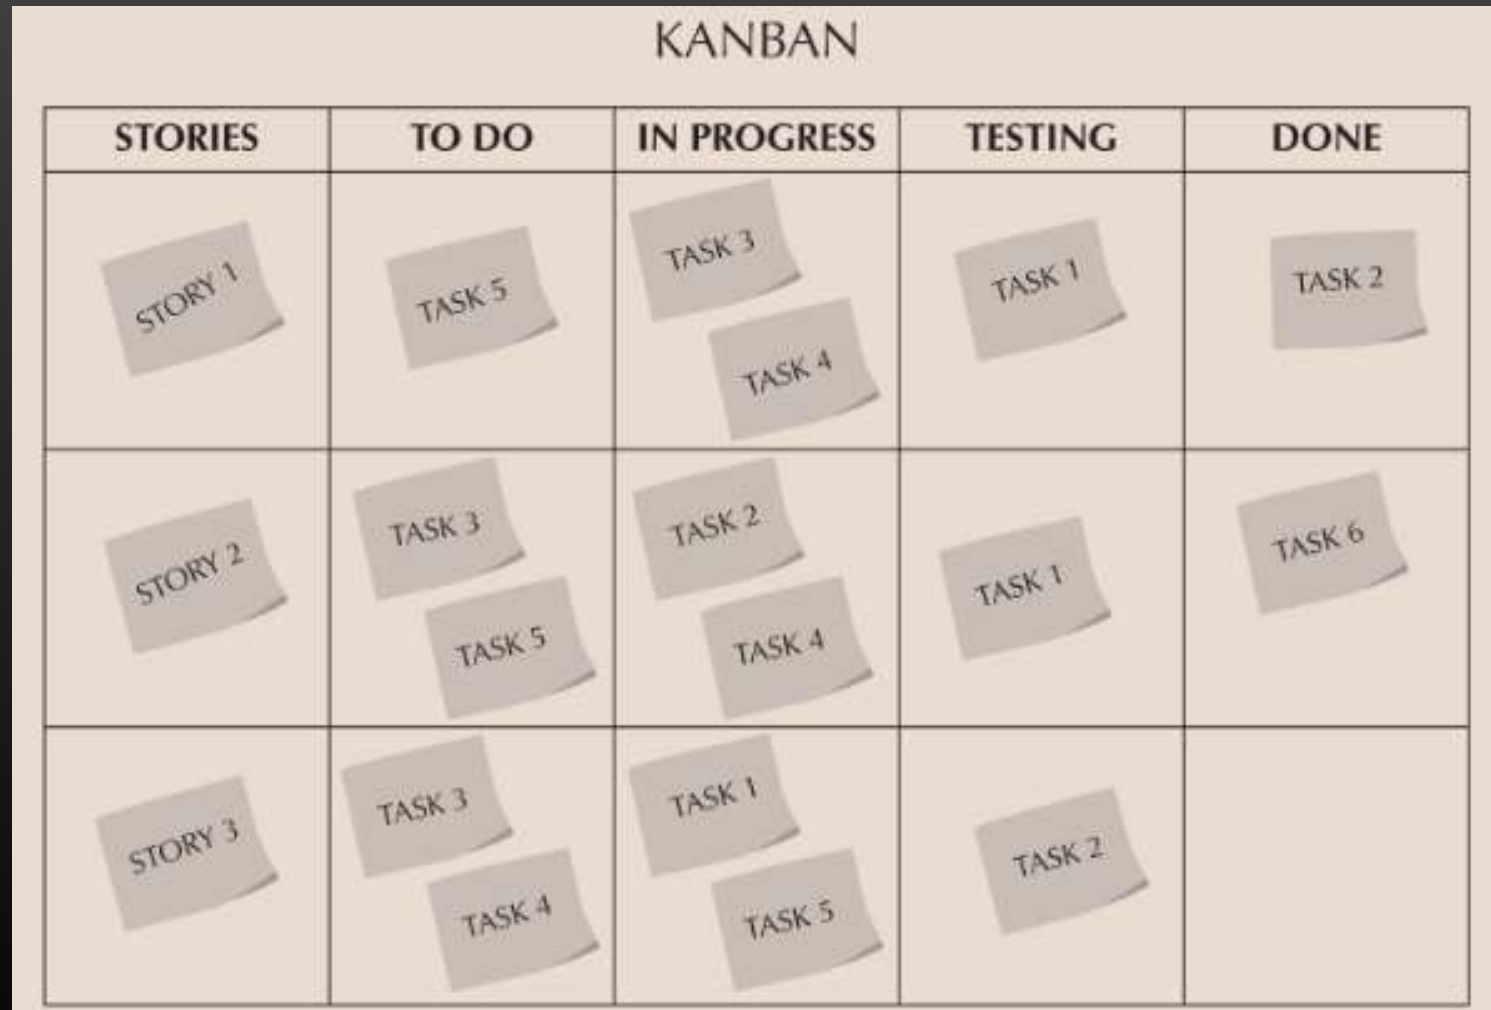 KANBAN
STORIES TO DO IN PROGRESS TESTING DONE
STORY 1
TASK 5
TASK 3
TASK 4
TASK 1
TASK 2
STORY 2
TASK 3
TASK 5
TASK 2
TASK 4
TASK 1
TASK 6
STORY 3
TASK 3
TASK 4
TASK 1
TASK 5
TASK 2